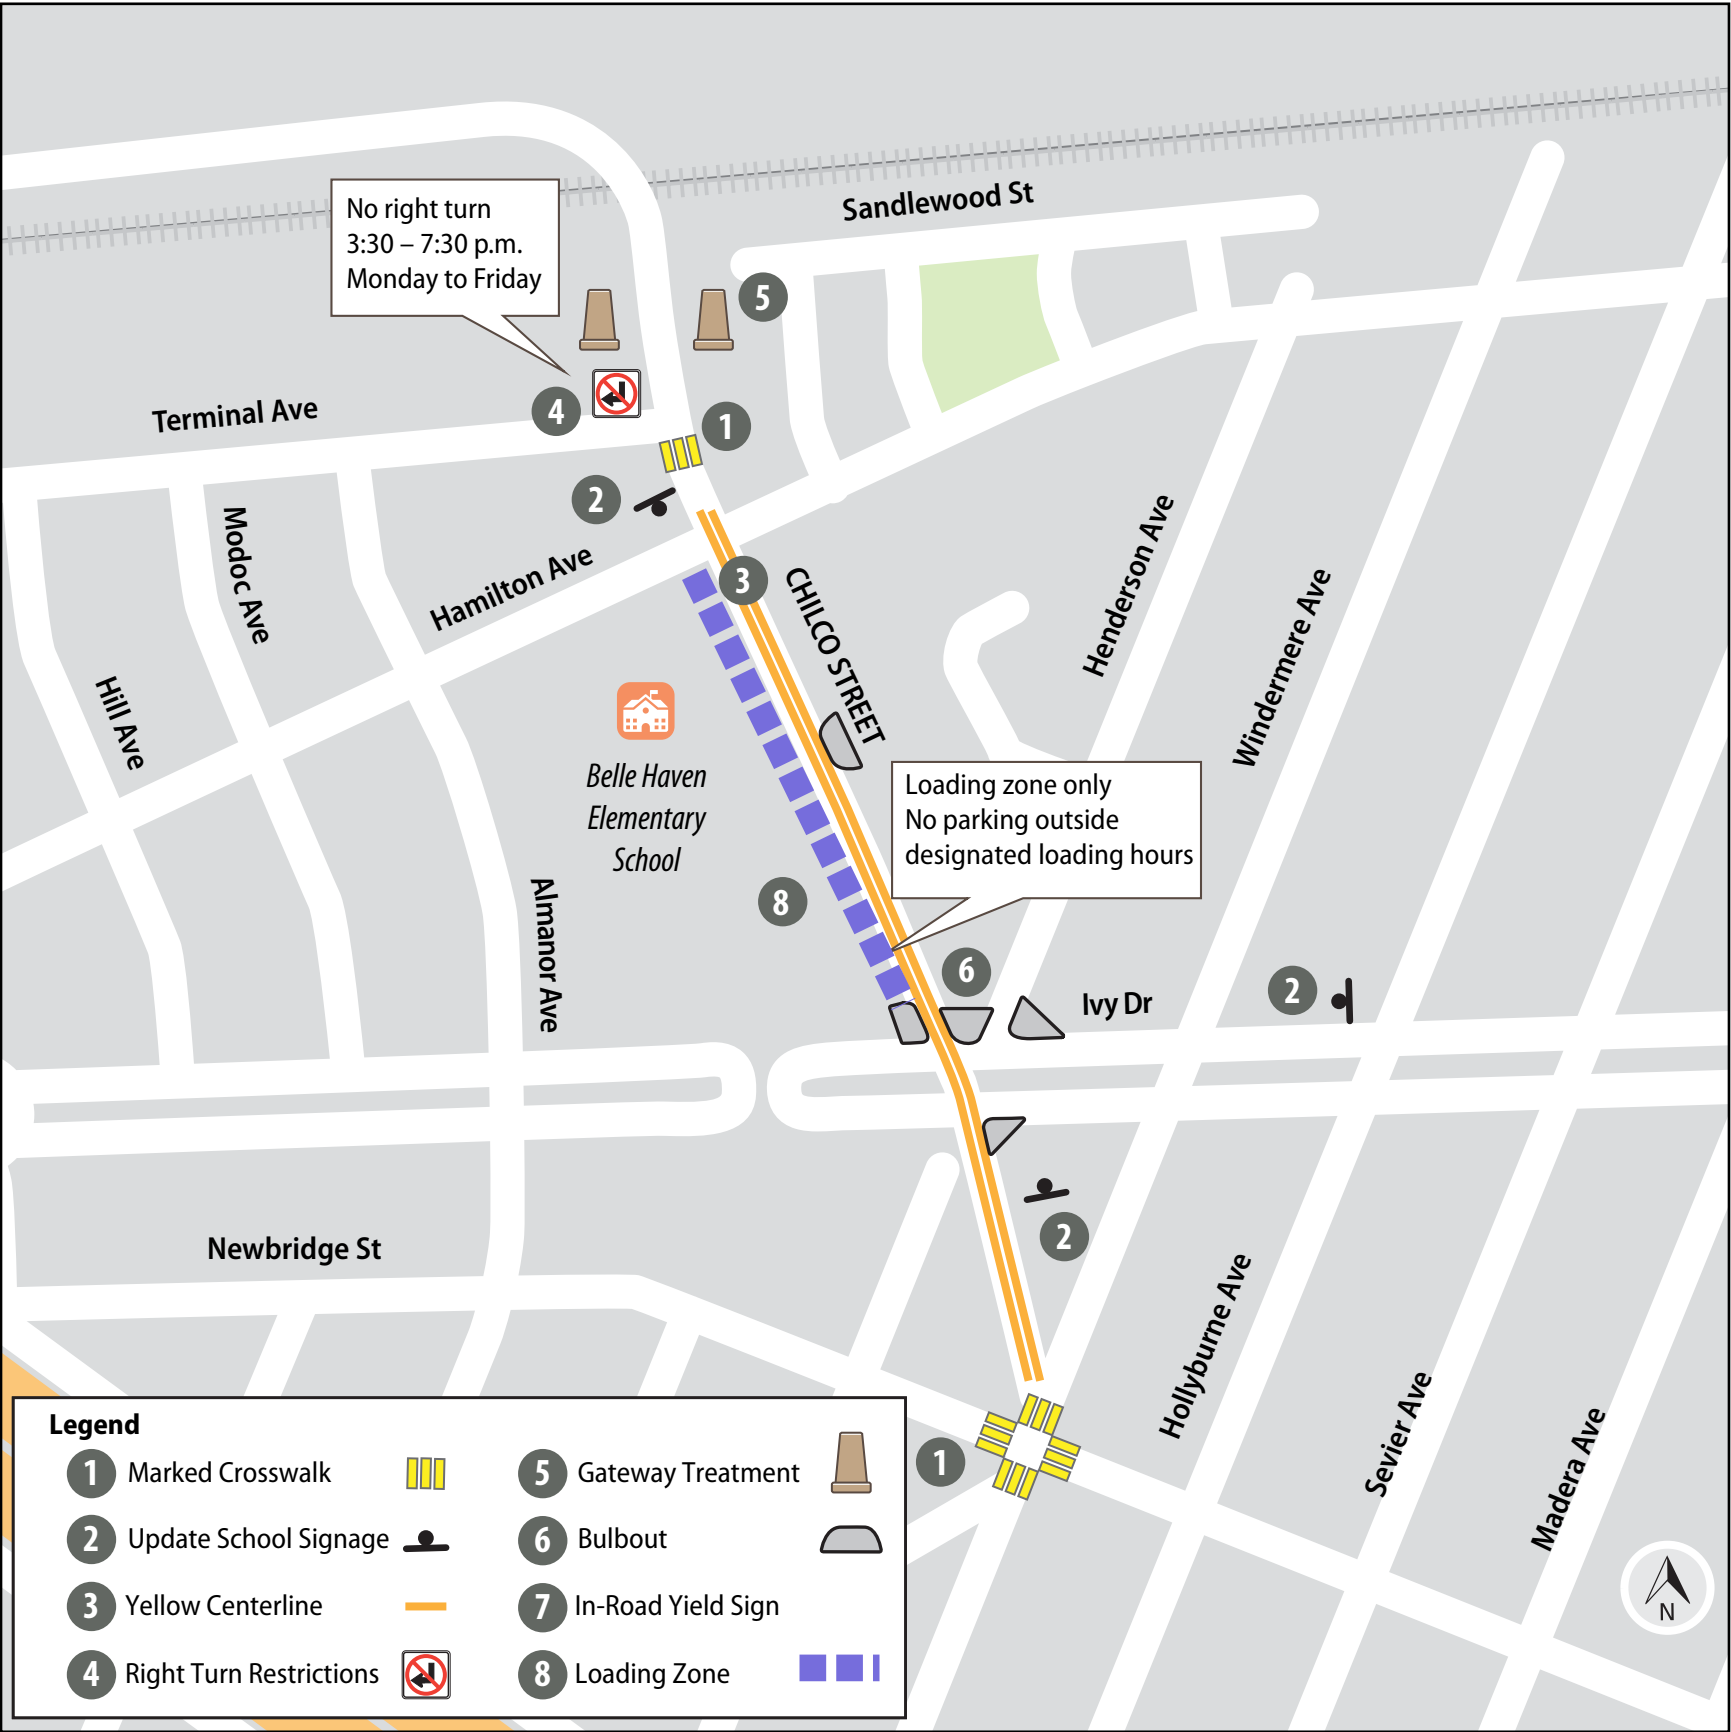 Sandlewood St
No right turn
3:30 – 7:30 p.m.
Monday to Friday
5
4
Terminal Ave
1
2
Modoc Ave
Hamilton Ave
3
CHILCO STREET
Henderson Ave
Windermere Ave
Hill Ave
Belle Haven
Elementary
School
Loading zone only
No parking outside
designated loading hours
8
Almanor Ave
6
Ivy Dr
2
2
Newbridge St
Hollyburne Ave
Sevier Ave
Madera Ave
1
N
Legend
1 Marked Crosswalk
2 Update School Signage
3 Yellow Centerline
4 Right Turn Restrictions
5 Gateway Treatment
6 Bulbout
7 In-Road Yield Sign
8 Loading Zone